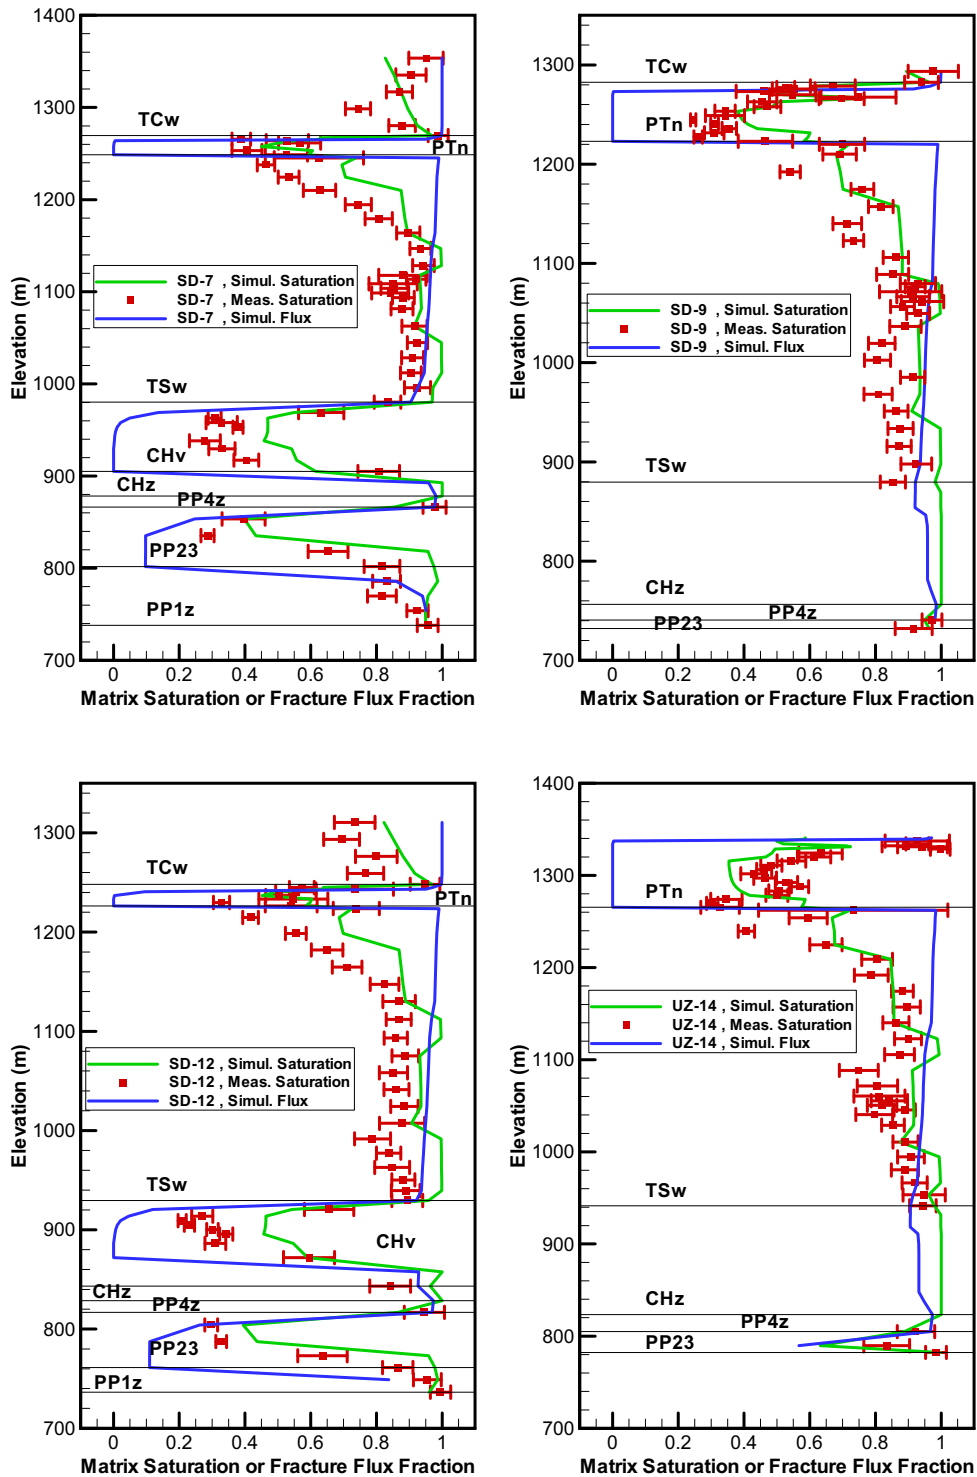 1400
1300
1200
1100
1000
900
800
700
Elevation (m)
TCw
PTn
SD-7 , Simul. Saturation
SD-7 , Meas. Saturation
SD-7 , Simul. Flux
TSw
CHv
CHz
PP4z
PP23
PP1z
0 0.2 0.4 0.6 0.8 1
Matrix Saturation or Fracture Flux Fraction
1300
1200
1100
1000
900
800
700
Elevation (m)
TCw
PTn
SD-9 , Simul. Saturation
SD-9 , Meas. Saturation
SD-9 , Simul. Flux
TSw
CHz
PP4z
PP23
0 0.2 0.4 0.6 0.8 1
Matrix Saturation or Fracture Flux Fraction
1300
1200
1100
1000
900
800
700
Elevation (m)
TCw
PTn
SD-12 , Simul. Saturation
SD-12 , Meas. Saturation
SD-12 , Simul. Flux
TSw
CHv
CHz
PP4z
PP23
PP1z
0 0.2 0.4 0.6 0.8 1
Matrix Saturation or Fracture Flux Fraction
1400
1300
1200
1100
1000
900
800
700
Elevation (m)
PTn
UZ-14 , Simul. Saturation
UZ-14 , Meas. Saturation
UZ-14 , Simul. Flux
TSw
CHz
PP4z
PP23
0 0.2 0.4 0.6 0.8 1
Matrix Saturation or Fracture Flux Fraction